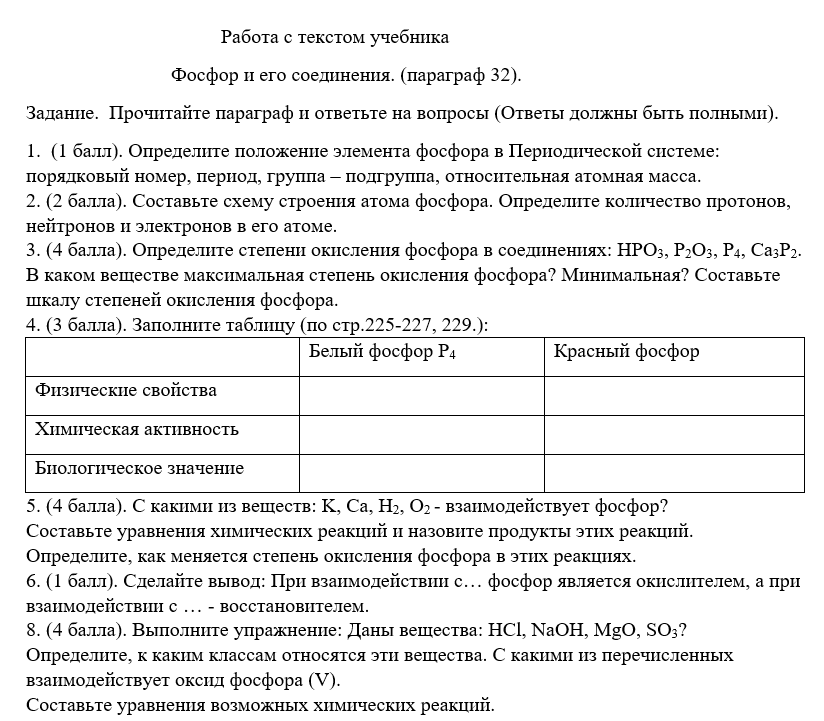 Работа с текстом учебника
Фосфор и его соединения. (параграф 32).
Задание.  Прочитайте параграф и ответьте на вопросы (Ответы должны быть полными).
1.  (1 балл). Определите положение элемента фосфора в Периодической системе:
порядковый номер, период, группа – подгруппа, относительная атомная масса.
2. (2 балла). Составьте схему строения атома фосфора. Определите количество протонов,
нейтронов и электронов в его атоме.
3. (4 балла). Определите степени окисления фосфора в соединениях: HPO₃, P₂O₃, P₄, Ca₃P₂.
В каком веществе максимальная степень окисления фосфора? Минимальная? Составьте
шкалу степеней окисления фосфора.
4. (3 балла). Заполните таблицу (по стр.225-227, 229.):
Белый фосфор P₄ Красный фосфор
Физические свойства
Химическая активность
Биологическое значение
5. (4 балла). С какими из веществ: K, Ca, H₂, O₂ - взаимодействует фосфор?
Составьте уравнения химических реакций и назовите продукты этих реакций.
Определите, как меняется степень окисления фосфора в этих реакциях.
6. (1 балл). Сделайте вывод: При взаимодействии с… фосфор является окислителем, а при
взаимодействии с … - восстановителем.
8. (4 балла). Выполните упражнение: Даны вещества: HCl, NaOH, MgO, SO₃?
Определите, к каким классам относятся эти вещества. С какими из перечисленных
взаимодействует оксид фосфора (V).
Составьте уравнения возможных химических реакций.